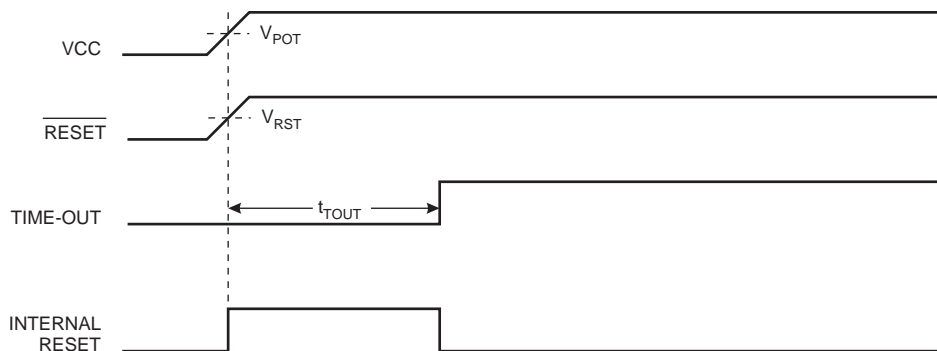 VCC
V_POT
RESET
V_RST
TIME-OUT
t_TOUT
INTERNAL
RESET